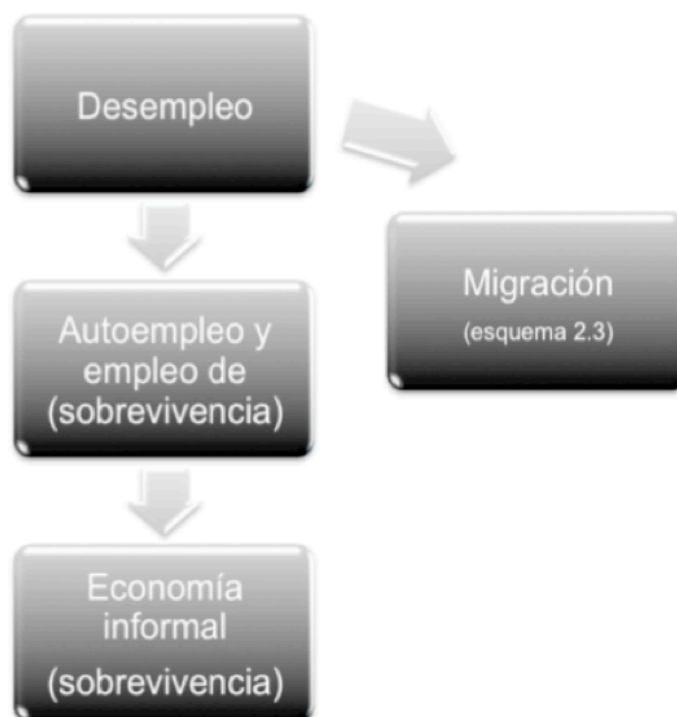 Desempleo
Migración
(esquema 2.3)
Autoempleo y
empleo de
(sobrevivencia)
Economía
informal
(sobrevivencia)